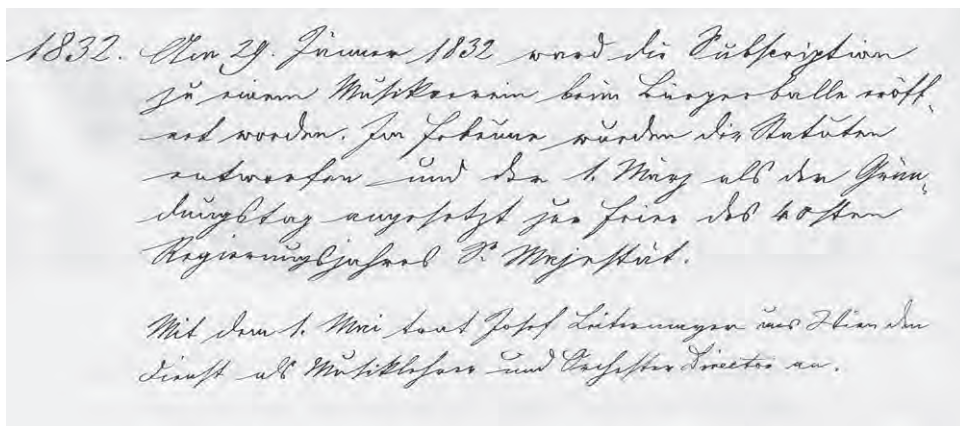 1832. Am 29. Jänner 1832 ward die Subscription
zu einem Musikverein beim Bürgerballe eröff-
net worden. Im Februar wurden die Statuten
entworfen und der 1. März als der Grün-
dungstag angesetzt zur Feier des 40sten
Regierungsjahres Sr. Majestät.
Mit dem 1. Mai trat Josef Leitermayer aus Wien den
Dienst als Musiklehrer und Orchester Director an.